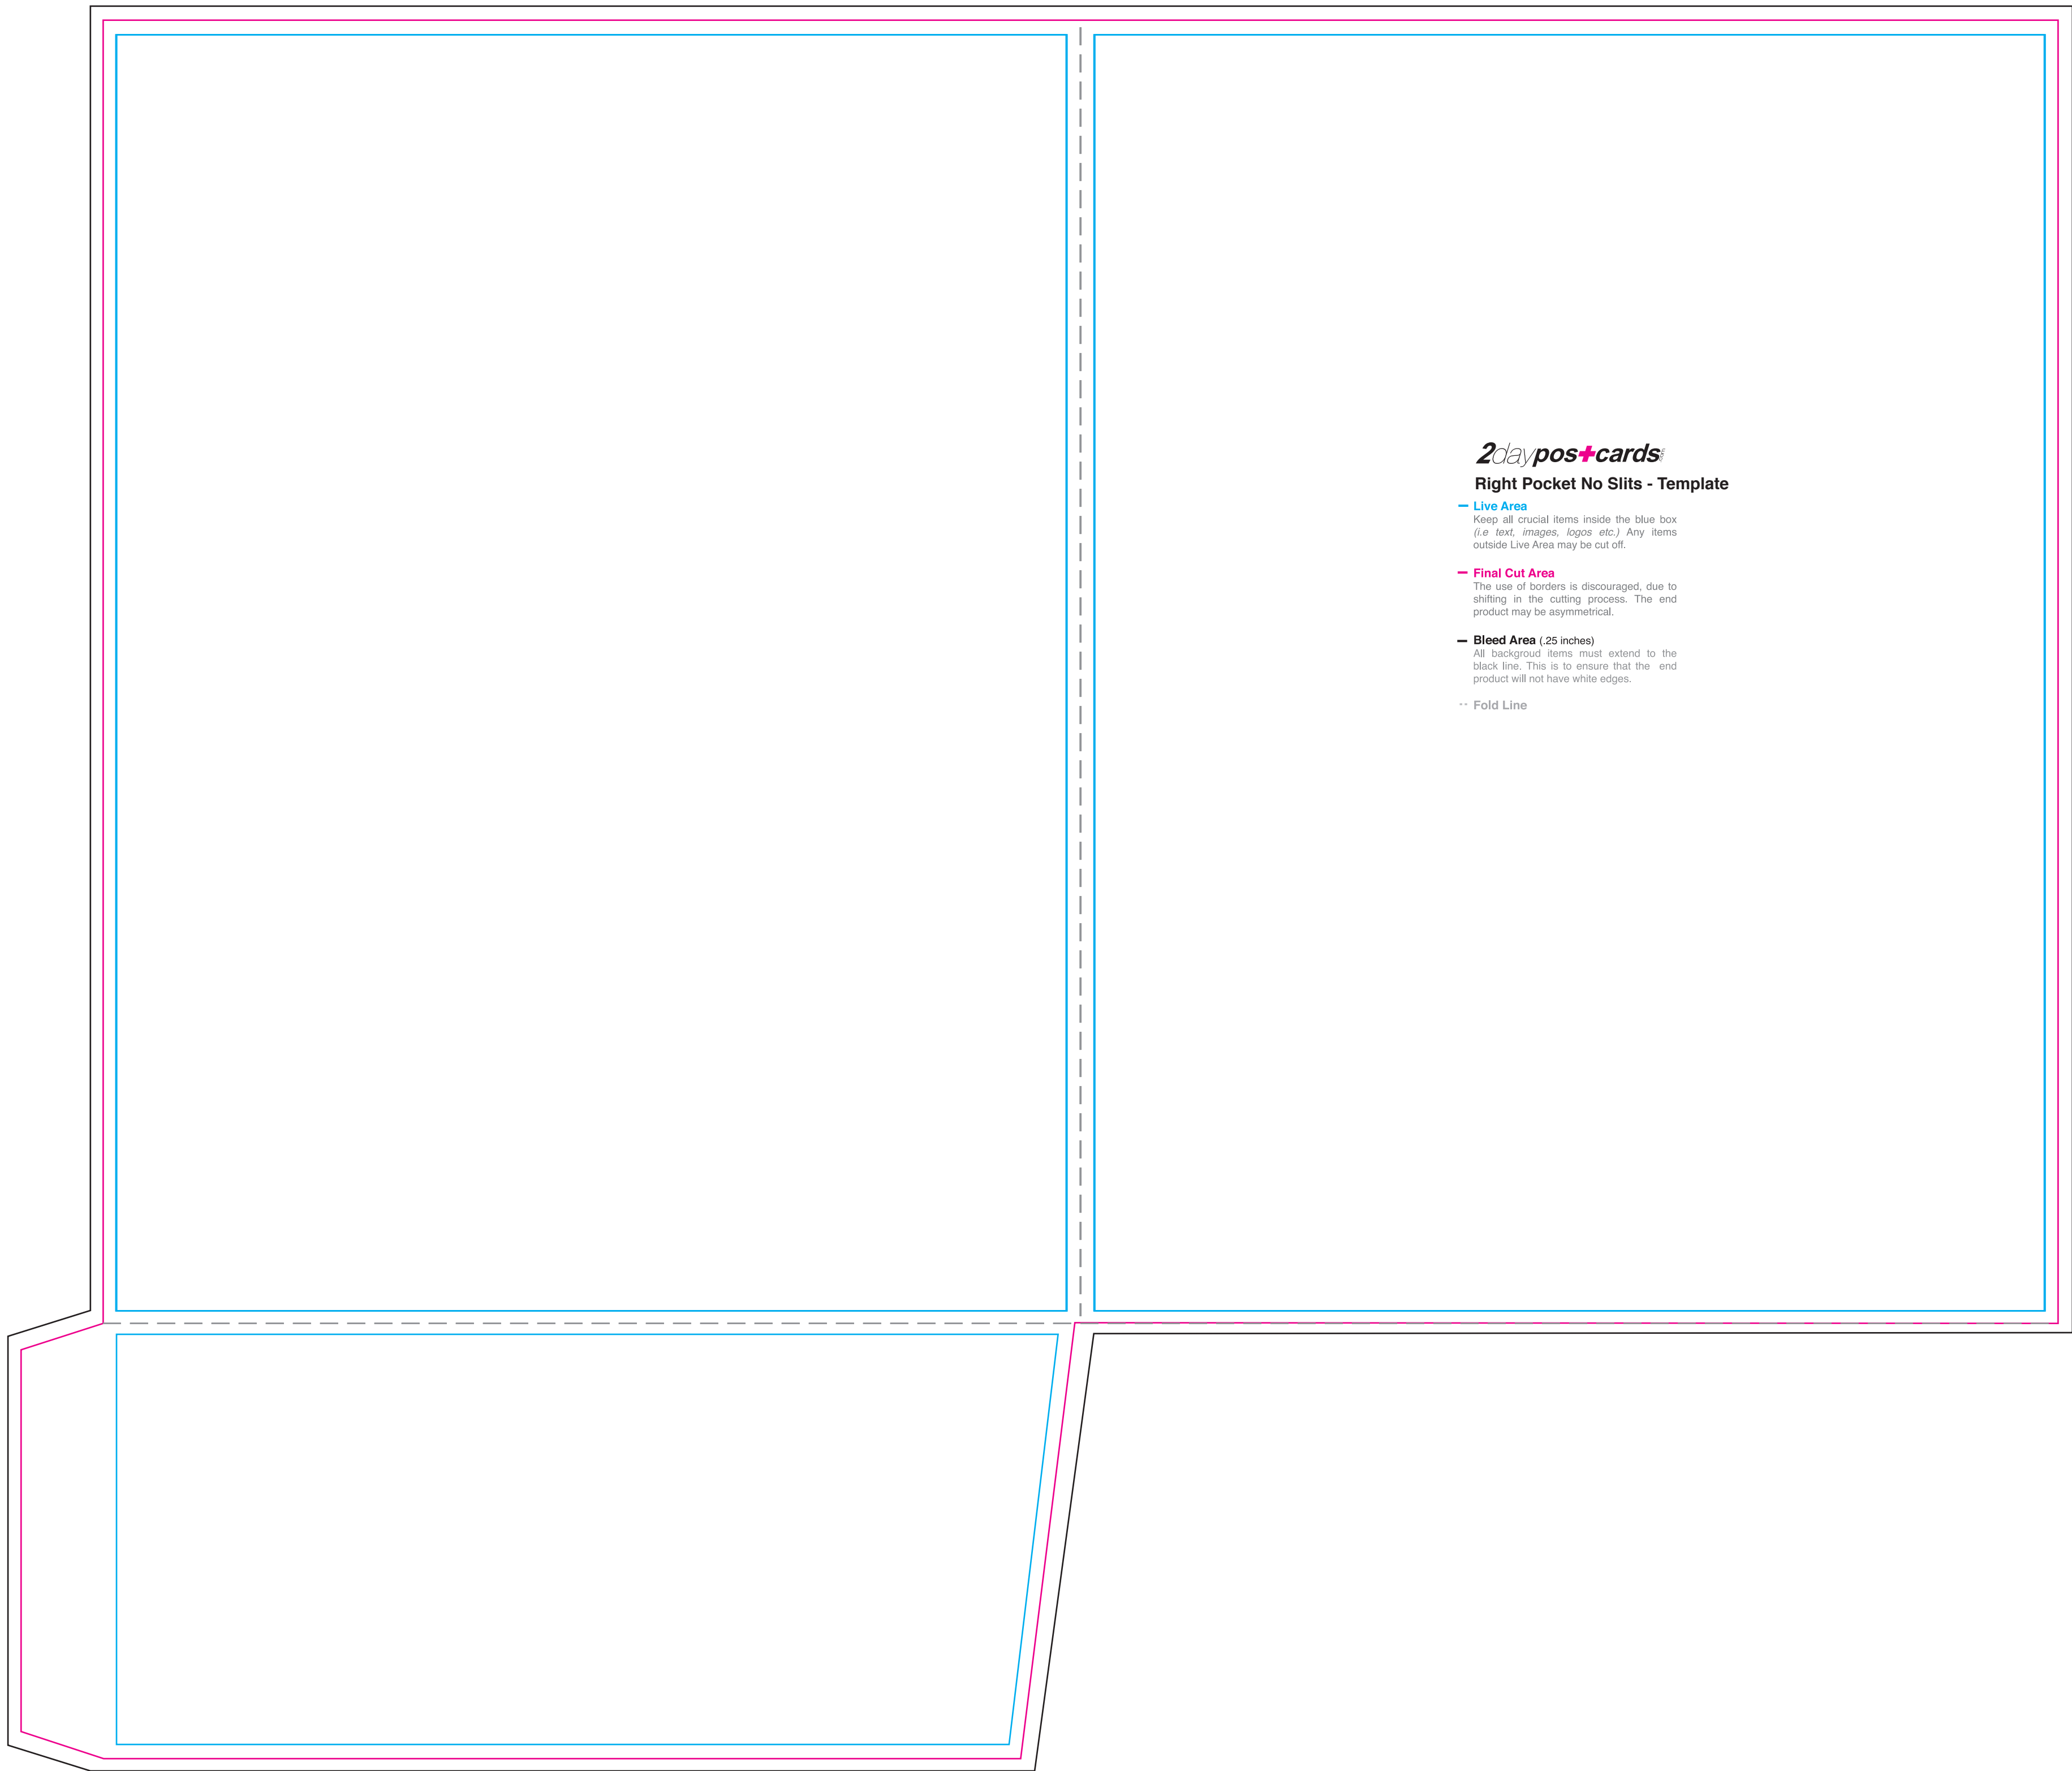 2daypos+cards.com
Right Pocket No Slits - Template
Live Area
Keep all crucial items inside the blue box
(i.e text, images, logos etc.) Any items
outside Live Area may be cut off.
Final Cut Area
The use of borders is discouraged, due to
shifting in the cutting process. The end
product may be asymmetrical.
Bleed Area (.25 inches)
All backgroud items must extend to the
black line. This is to ensure that the end
product will not have white edges.
Fold Line